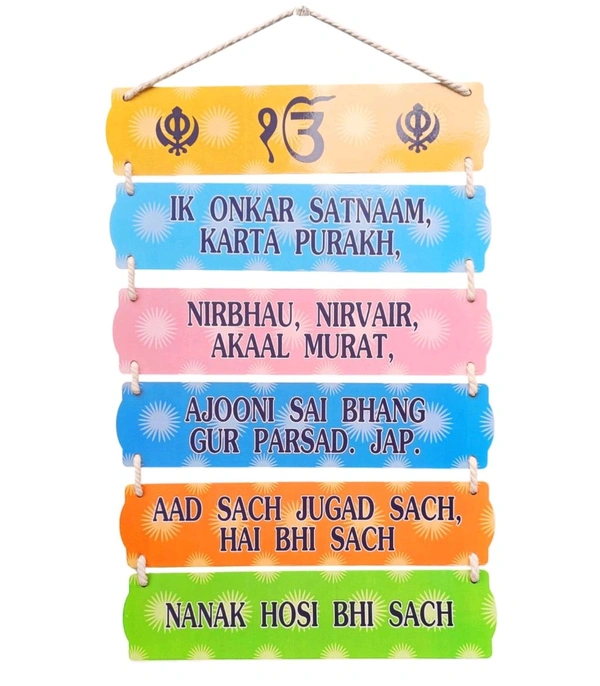 ੴ
IK ONKAR SATNAAM,
KARTA PURAKH,
NIRBHAU, NIRVAIR,
AKAAL MURAT,
AJOONI SAI BHANG
GUR PARSAD. JAP.
AAD SACH JUGAD SACH,
HAI BHI SACH
NANAK HOSI BHI SACH